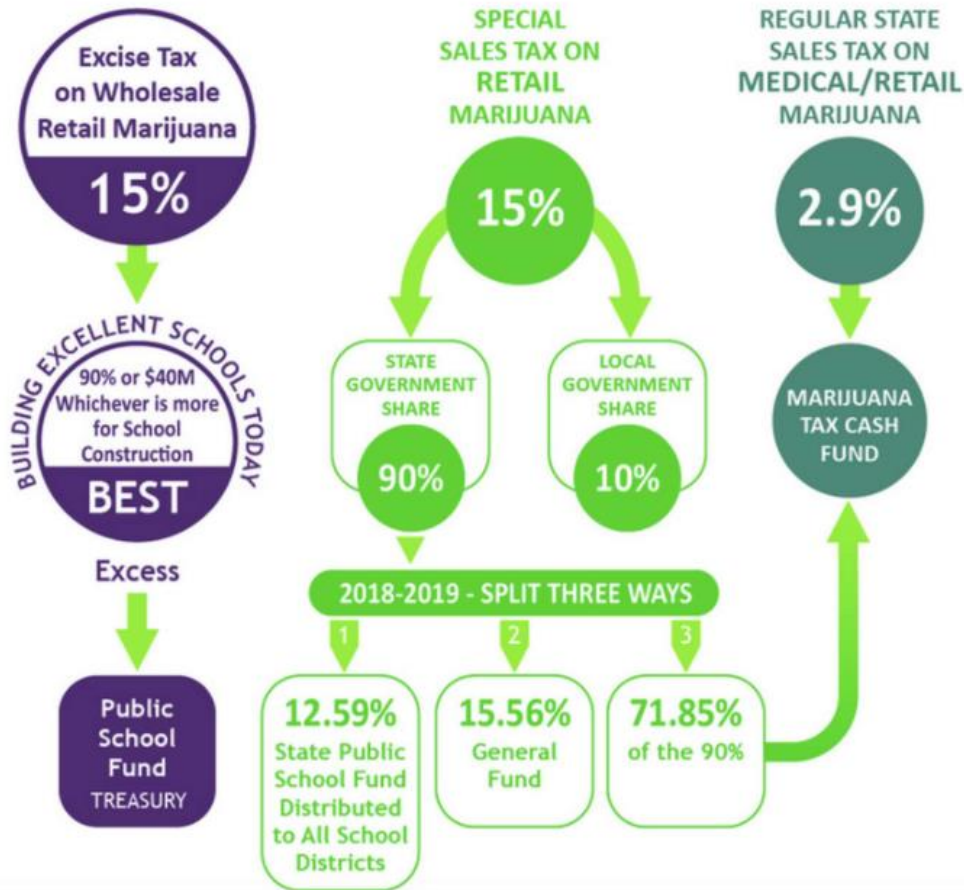 Excise Tax
on Wholesale
Retail Marijuana
15%
BUILDING EXCELLENT SCHOOLS TODAY
90% or $40M
Whichever is more
for School
Construction
BEST
Excess
Public
School
Fund
TREASURY
SPECIAL
SALES TAX ON
RETAIL
MARIJUANA
15%
STATE
GOVERNMENT
SHARE
90%
LOCAL
GOVERNMENT
SHARE
10%
2018-2019 - SPLIT THREE WAYS
1
2
3
12.59%
State Public
School Fund
Distributed
to All School
Districts
15.56%
General
Fund
71.85%
of the 90%
REGULAR STATE
SALES TAX ON
MEDICAL/RETAIL
MARIJUANA
2.9%
MARIJUANA
TAX CASH
FUND